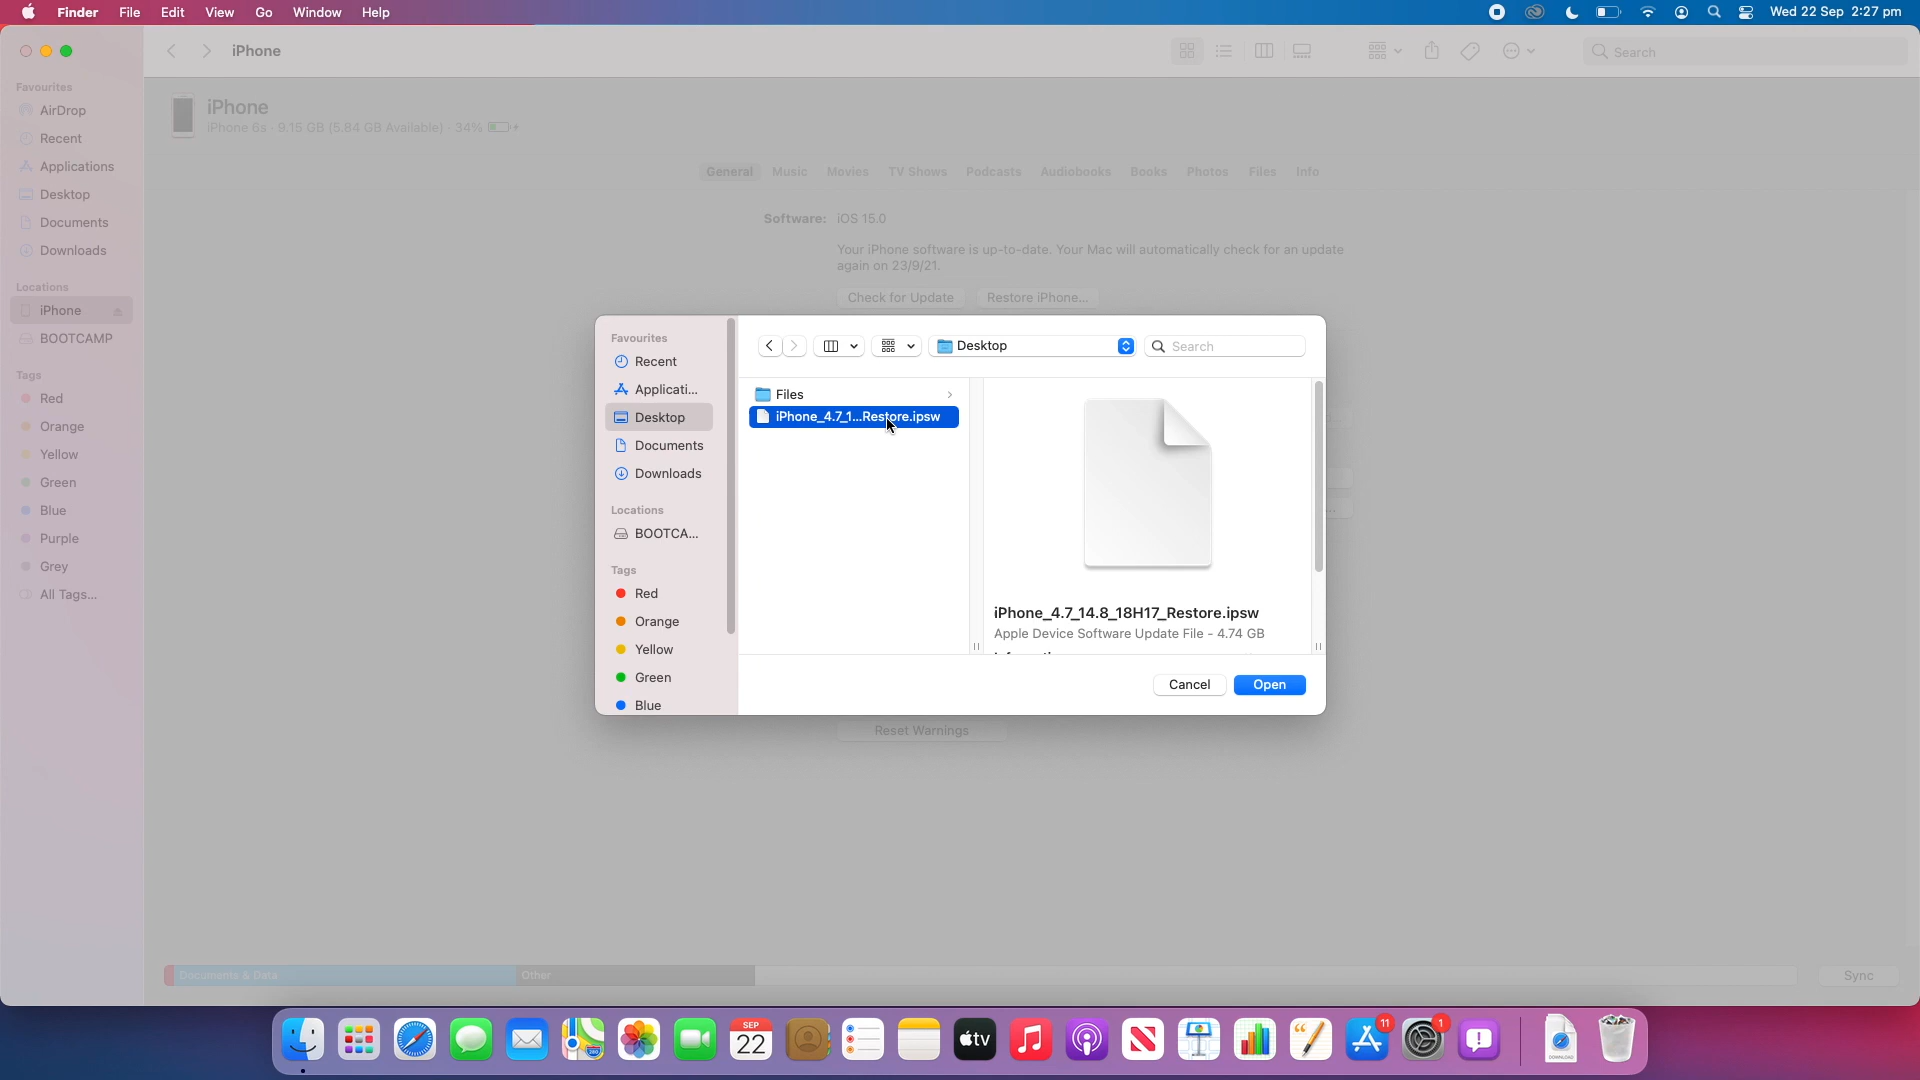 Finder File Edit View Go Window Help
Wed 22 Sep 2:27 pm
iPhone
Search
Favourites
AirDrop
Recent
Applications
Desktop
Documents
Downloads
Locations
iPhone
BOOTCAMP
Tags
Red
Orange
Yellow
Green
Blue
Purple
Grey
All Tags...
iPhone
iPhone 6s · 9.15 GB (5.84 GB Available) · 34%
General Music Movies TV Shows Podcasts Audiobooks Books Photos Files Info
Software: iOS 15.0
Your iPhone software is up-to-date. Your Mac will automatically check for an update
again on 23/9/21.
Check for Update Restore iPhone...
Favourites
Recent
Applicati...
Desktop
Documents
Downloads
Locations
BOOTCA...
Tags
Red
Orange
Yellow
Green
Blue
Desktop
Search
Files
iPhone_4.7_1...Restore.ipsw
iPhone_4.7_14.8_18H17_Restore.ipsw
Apple Device Software Update File - 4.74 GB
Cancel Open
Reset Warnings
Documents & Data Other
Sync
SEP
22
280
tv
11
1
DOWNLOAD